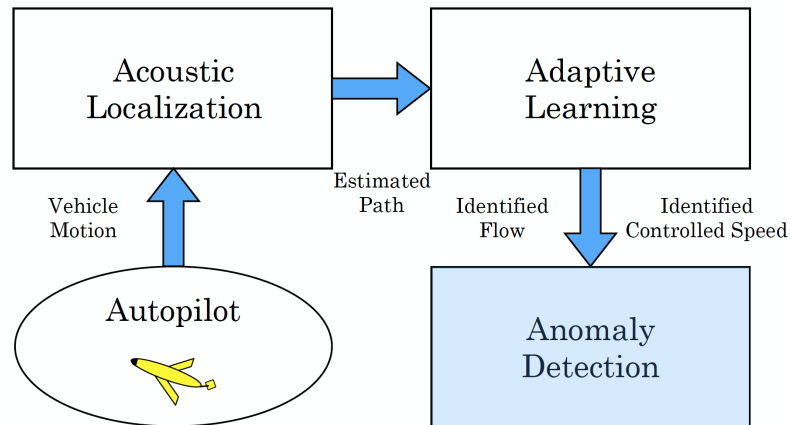 Acoustic
Localization
Adaptive
Learning
Estimated
Path
Vehicle
Motion
Identified
Flow
Identified
Controlled Speed
Autopilot
Anomaly
Detection